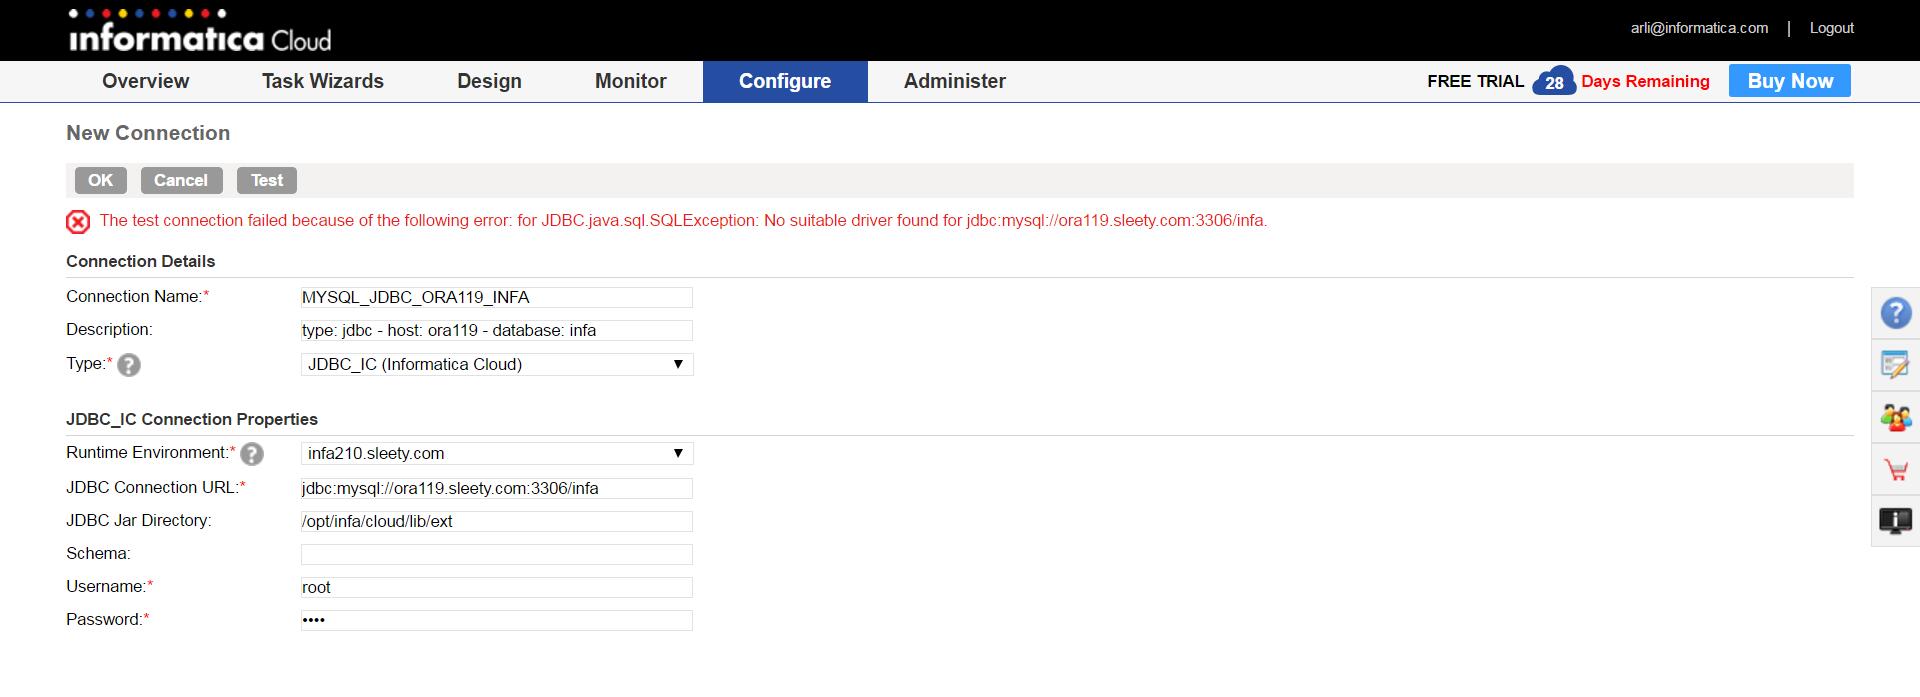 informatica Cloud
arli@informatica.com | Logout
Overview Task Wizards Design Monitor Configure Administer FREE TRIAL 28 Days Remaining Buy Now
New Connection
OK Cancel Test
The test connection failed because of the following error: for JDBC.java.sql.SQLException: No suitable driver found for jdbc:mysql://ora119.sleety.com:3306/infa.
Connection Details
Connection Name:* MYSQL_JDBC_ORA119_INFA
Description: type: jdbc - host: ora119 - database: infa
Type:* ? JDBC_IC (Informatica Cloud)
JDBC_IC Connection Properties
Runtime Environment:* ? infa210.sleety.com
JDBC Connection URL:* jdbc:mysql://ora119.sleety.com:3306/infa
JDBC Jar Directory: /opt/infa/cloud/lib/ext
Schema:
Username:* root
Password:* ••••